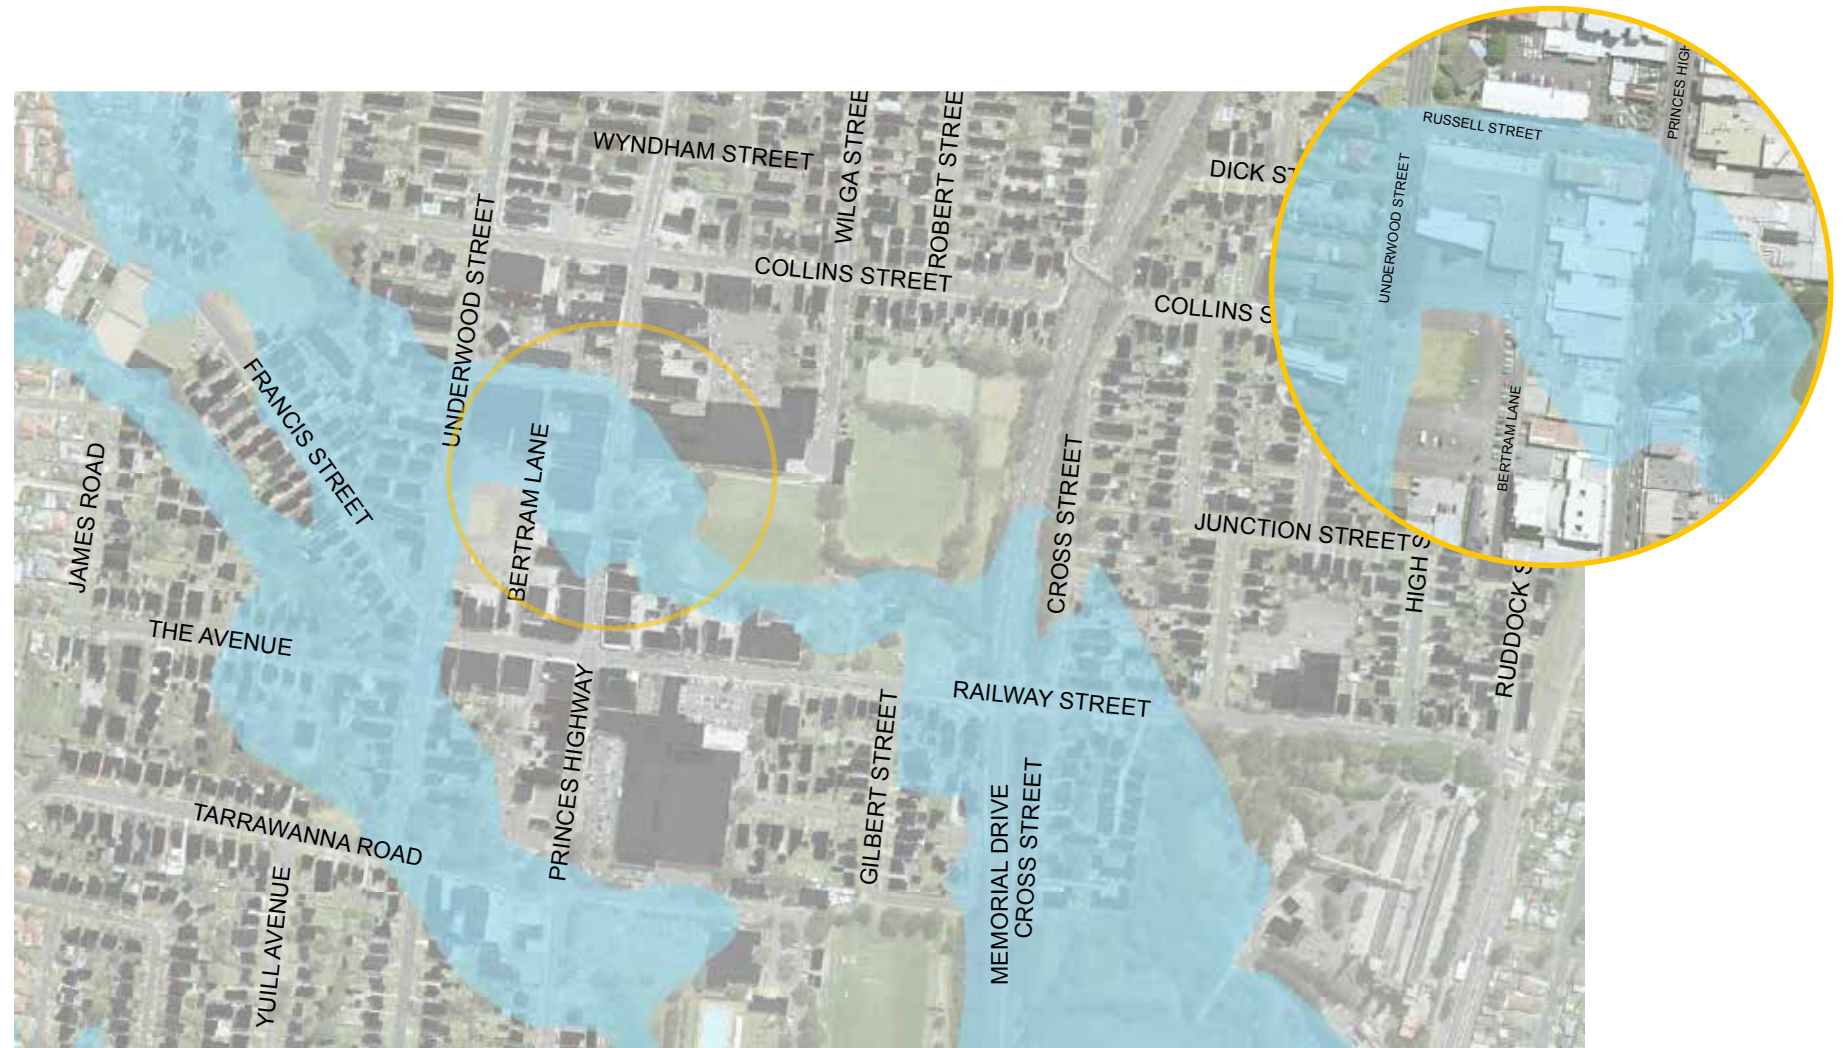 PRINCES HIGH
RUSSELL STREET
UNDERWOOD STREET
BERTRAM LANE
WYNDHAM STREET
WILGA STREE
ROBERT STREE
DICK ST
UNDERWOOD STREET
COLLINS STREET
COLLINS S
FRANCIS STREET
BERTRAM LANE
JAMES ROAD
CROSS STREET
JUNCTION STREET
HIGH S
RUDDOCK S
THE AVENUE
RAILWAY STREET
PRINCES HIGHWAY
GILBERT STREET
MEMORIAL DRIVE
CROSS STREET
TARRAWANNA ROAD
YUILL AVENUE